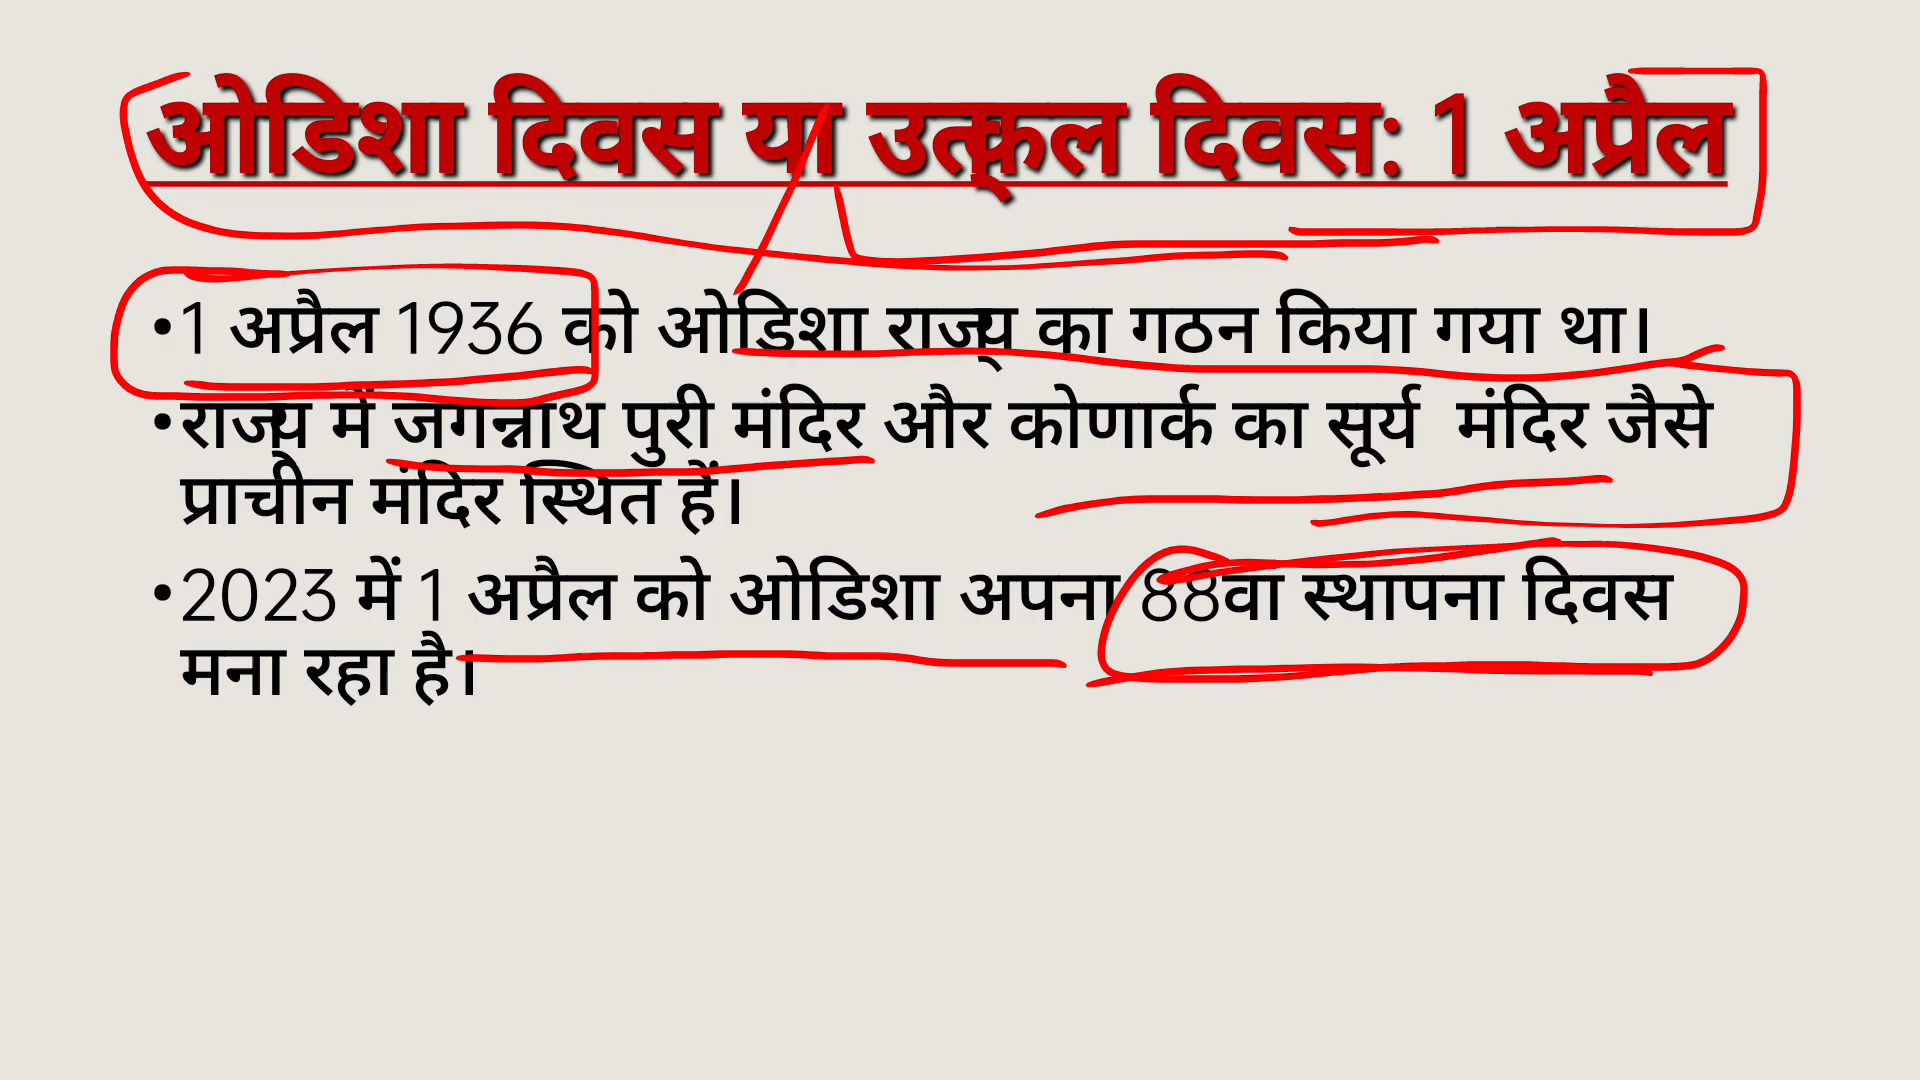 ओडिशा दिवस या उत्कल दिवस: 1 अप्रैल
•1 अप्रैल 1936 को ओडिशा राज्य का गठन किया गया था।
•राज्य में जगन्नाथ पुरी मंदिर और कोणार्क का सूर्य मंदिर जैसे
प्राचीन मंदिर स्थित हैं।
•2023 में 1 अप्रैल को ओडिशा अपना 88वा स्थापना दिवस
मना रहा है।